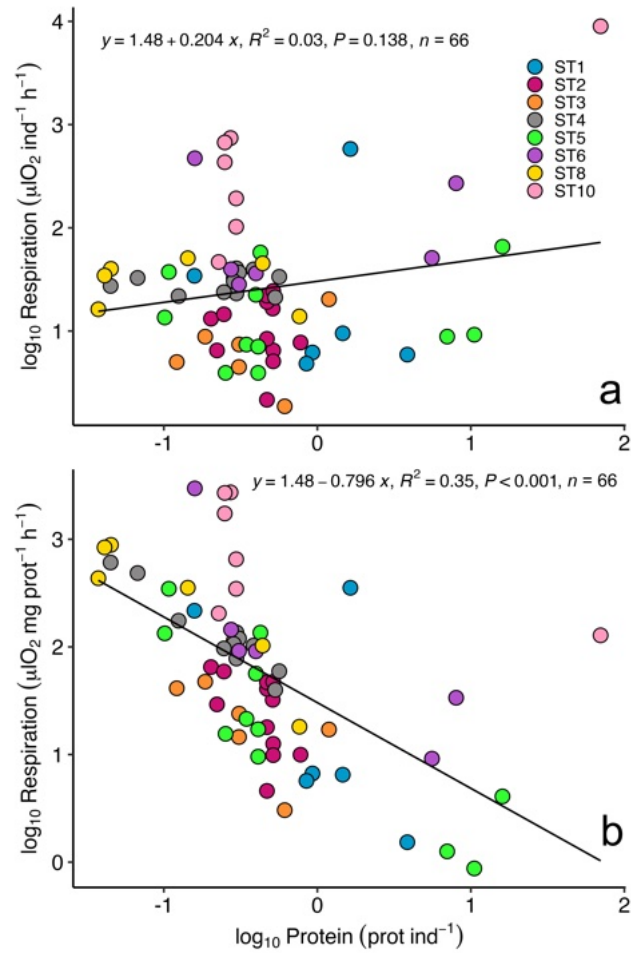 y = 1.48 + 0.204 x, R² = 0.03, P = 0.138, n = 66
4
3
2
1
log₁₀ Respiration (μlO₂ ind⁻¹ h⁻¹)
ST1
ST2
ST3
ST4
ST5
ST6
ST8
ST10
a
-1
0
1
2
y = 1.48 − 0.796 x, R² = 0.35, P < 0.001, n = 66
3
2
1
0
log₁₀ Respiration (μlO₂ mg prot⁻¹ h⁻¹)
b
-1
0
1
2
log₁₀ Protein (prot ind⁻¹)